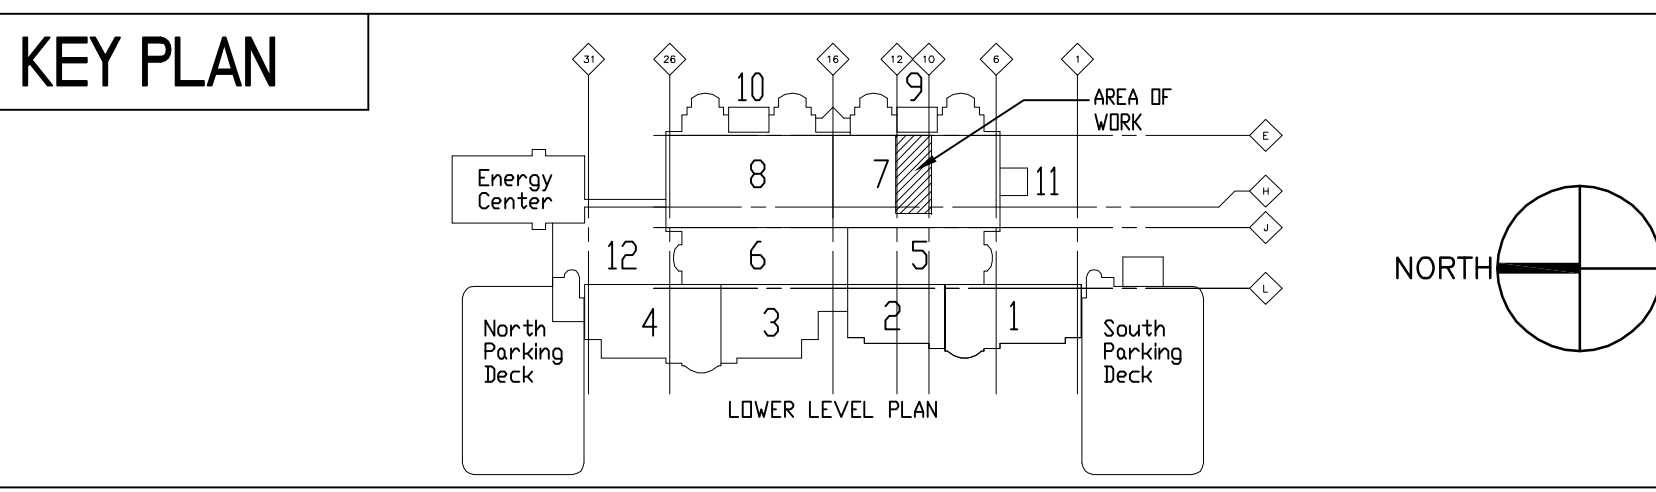 KEY PLAN
31
26
16
12
10
6
1
10
9
AREA OF
WORK
E
8
7
11
Energy
Center
H
J
12
6
5
NORTH
L
4
3
2
1
North
Parking
Deck
South
Parking
Deck
LOWER LEVEL PLAN